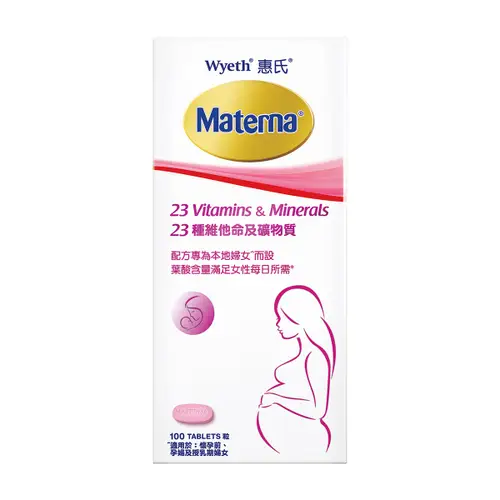 Wyeth® 惠氏®
Materna®
23 Vitamins & Minerals
23 種維他命及礦物質
配方專為本地婦女^而設
葉酸含量滿足女性每日所需*
100 TABLETS 粒
^適用於：懷孕前、
孕婦及授乳期婦女